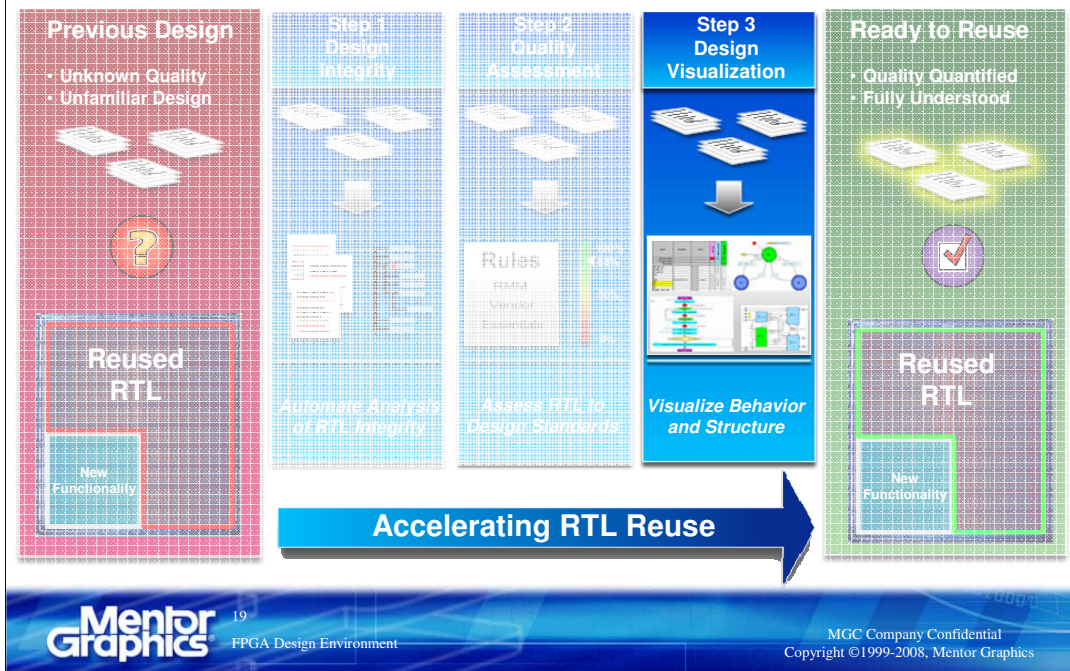 Previous Design
• Unknown Quality
• Unfamiliar Design
Reused
RTL
New
Functionality
Step 1
Design
Integrity
Automate Analysis
of RTL Integrity
Step 2
Quality
Assessment
Rules
RMM
Vendor
Assess RTL to
Design Standards
Step 3
Design
Visualization
Visualize Behavior
and Structure
Ready to Reuse
• Quality Quantified
• Fully Understood
Reused
RTL
New
Functionality
Accelerating RTL Reuse
Mentor
Graphics
19
FPGA Design Environment
MGC Company Confidential
Copyright ©1999-2008, Mentor Graphics